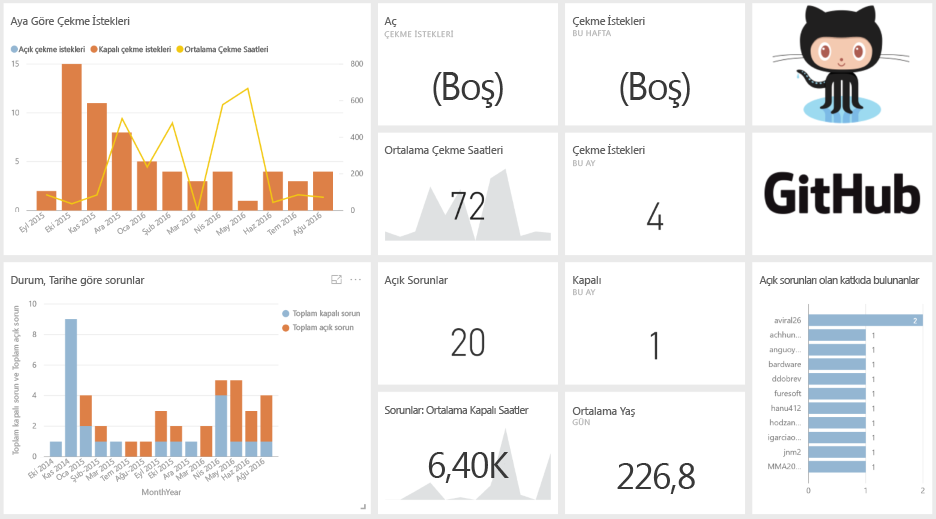 Aya Göre Çekme İstekleri
Açık çekme istekleri Kapalı çekme istekleri Ortalama Çekme Saatleri
15
10
5
0
800
600
400
200
0
Eyl 2015
Eki 2015
Kas 2015
Ara 2015
Oca 2016
Şub 2016
Mar 2016
Nis 2016
May 2016
Haz 2016
Tem 2016
Ağu 2016
Aç
ÇEKME İSTEKLERİ
(Boş)
Çekme İstekleri
BU HAFTA
(Boş)
Ortalama Çekme Saatleri
72
Çekme İstekleri
BU AY
4
GitHub
Durum, Tarihe göre sorunlar
Toplam kapalı sorun ve Toplam açık sorun
10
8
6
4
2
0
Toplam kapalı sorun
Toplam açık sorun
Eki 2014
Kas 2014
Oca 2015
Şub-2015
Mar 2015
Tem 2015
Ağu-2015
Eyl 2015
Eki 2015
Ara 2015
Mar 2016
Nis 2016
May 2016
Haz 2016
Ağu 2016
MonthYear
Açık Sorunlar
20
Kapalı
BU AY
1
Sorunlar: Ortalama Kapalı Saatler
6,40K
Ortalama Yaş
GÜN
226,8
Açık sorunları olan katkıda bulunanlar
aviral26 2
achhun... 1
anguoy... 1
bardware 1
ddobrev 1
furesoft 1
hanu412 1
hodzan... 1
igarciao... 1
jnm2 1
MMA20... 1
0 1 2